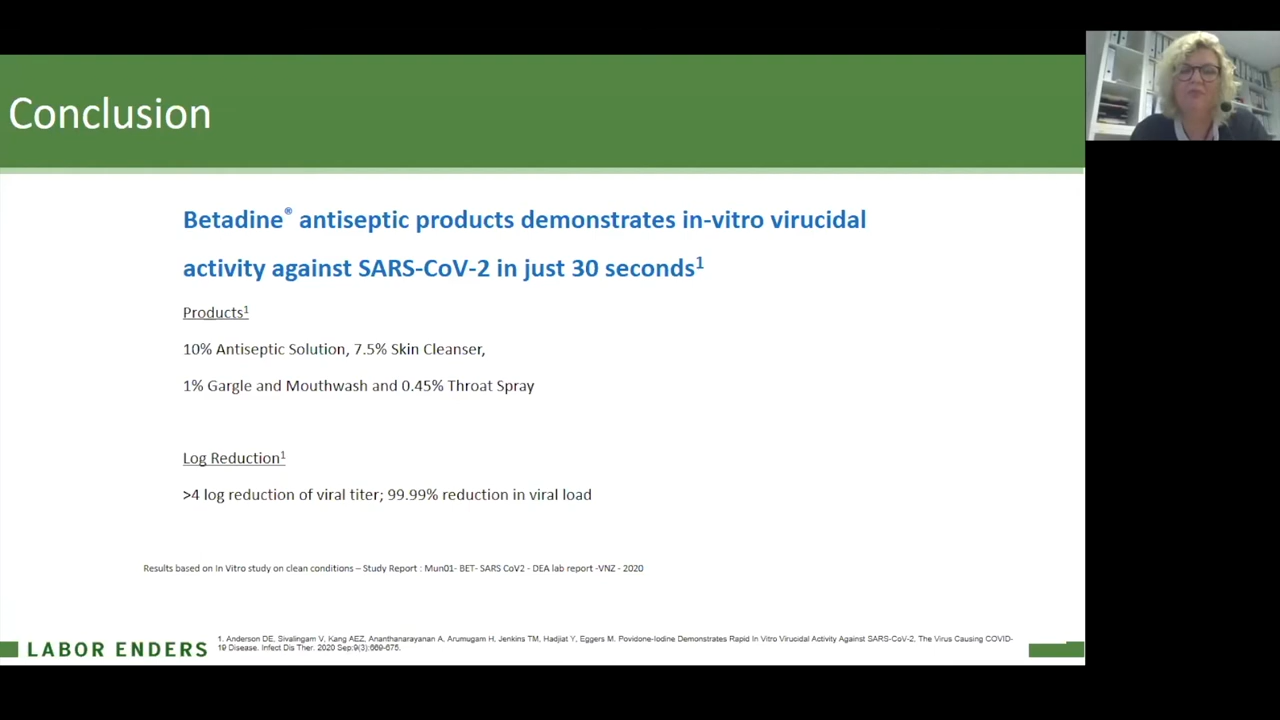 Conclusion
Betadine® antiseptic products demonstrates in-vitro virucidal
activity against SARS-CoV-2 in just 30 seconds¹
Products¹
10% Antiseptic Solution, 7.5% Skin Cleanser,
1% Gargle and Mouthwash and 0.45% Throat Spray
Log Reduction¹
>4 log reduction of viral titer; 99.99% reduction in viral load
Results based on In Vitro study on clean conditions – Study Report : Mun01- BET- SARS CoV2 - DEA lab report -VNZ - 2020
LABOR ENDERS
1. Anderson DE, Sivalingam V, Kang AEZ, Ananthanarayanan A, Arumugam H, Jenkins TM, Hadjiat Y, Eggers M. Povidone-Iodine Demonstrates Rapid In Vitro Virucidal Activity Against SARS-CoV-2. The Virus Causing COVID-
19 Disease. Infect Dis Ther. 2020 Sep;9(3):669-675.